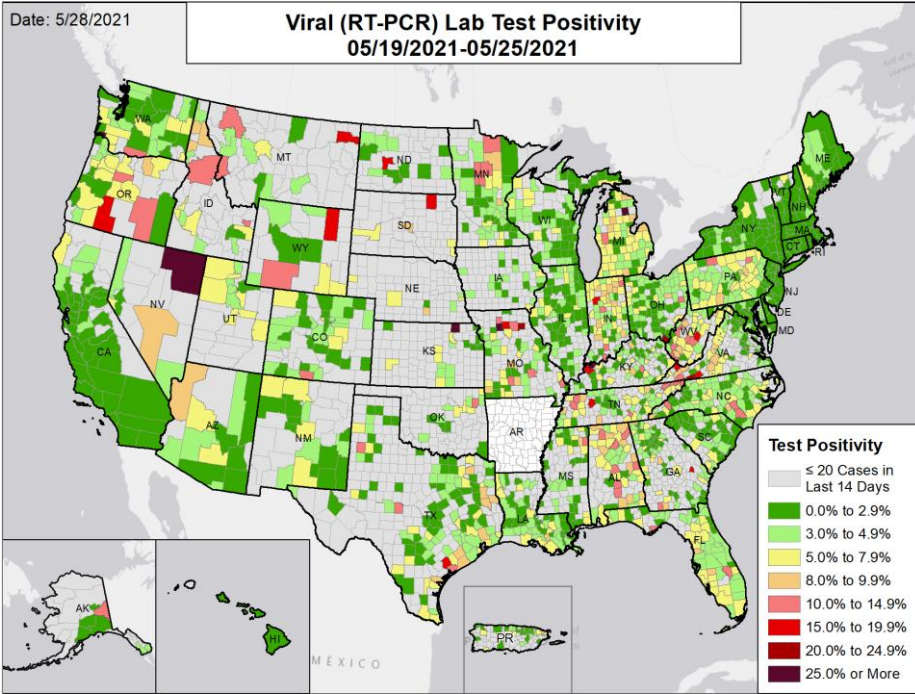 Date: 5/28/2021
Viral (RT-PCR) Lab Test Positivity
05/19/2021-05/25/2021
WA
MT
ND
MN
ME
OR
ID
SD
WI
MI
VT
NH
NY
MA
CT
RI
WY
IA
PA
NJ
NE
NV
UT
IL
IN
OH
DE
MD
CA
CO
KS
MO
WV
VA
KY
AZ
NM
OK
AR
TN
NC
SC
MS
AL
GA
TX
LA
FL
AK
HI
PR
MÉXICO
Test Positivity
≤ 20 Cases in
Last 14 Days
0.0% to 2.9%
3.0% to 4.9%
5.0% to 7.9%
8.0% to 9.9%
10.0% to 14.9%
15.0% to 19.9%
20.0% to 24.9%
25.0% or More